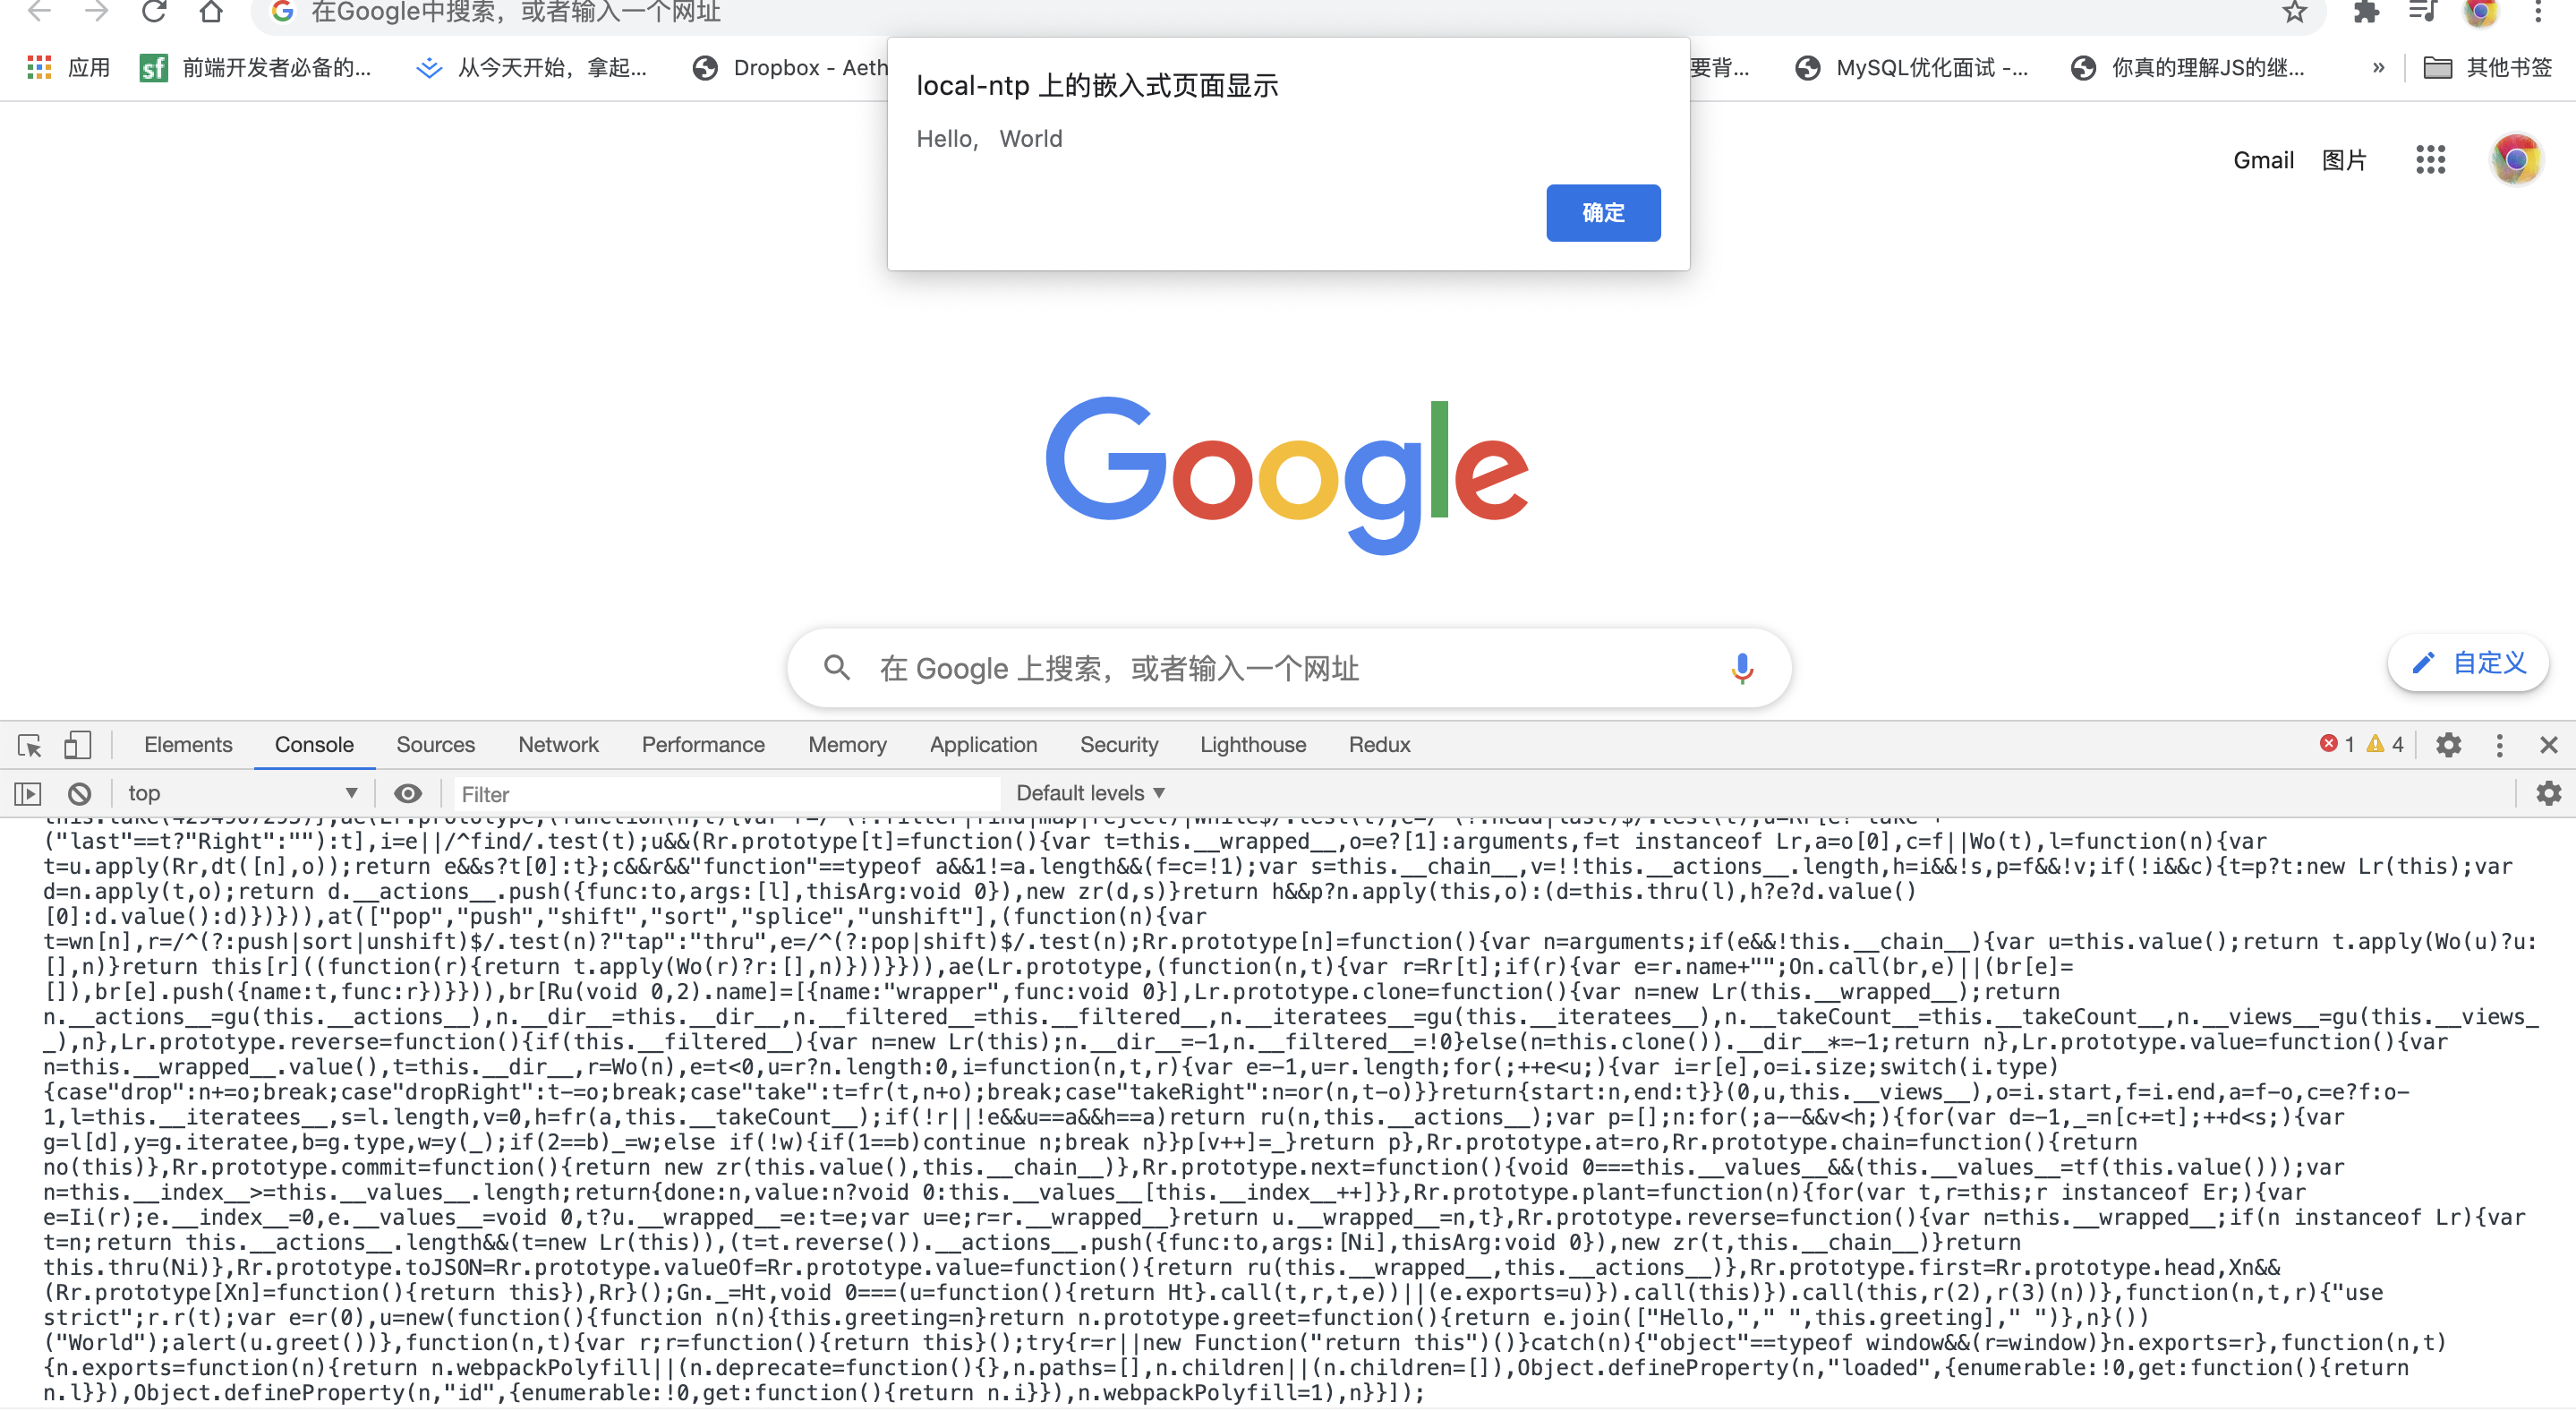 在Google中搜索，或者输入一个网址
应用 sf 前端开发者必备的... 从今天开始，拿起... Dropbox - Aeth 要背... MySQL优化面试 -... 你真的理解JS的继... » 其他书签
local-ntp 上的嵌入式页面显示
Hello,   World
确定
Gmail 图片
Google
在 Google 上搜索，或者输入一个网址
自定义
Elements Console Sources Network Performance Memory Application Security Lighthouse Redux 1 4
top Filter Default levels
("last"==t?"Right":""):t],i=e||/^find/.test(t);u&&(Rr.prototype[t]=function(){var t=this.__wrapped__,o=e?[1]:arguments,f=t instanceof Lr,a=o[0],c=f||Wo(t),l=function(n){var
t=u.apply(Rr,dt([n],o));return e&&s?t[0]:t};c&&r&&"function"==typeof a&&1!=a.length&&(f=c=!1);var s=this.__chain__,v=!!this.__actions__.length,h=i&&!s,p=f&&!v;if(!i&&c){t=p?t:new Lr(this);var
d=n.apply(t,o);return d.__actions__.push({func:to,args:[l],thisArg:void 0}),new zr(d,s)}return h&&p?n.apply(this,o):(d=this.thru(l),h?e?d.value()
[0]:d.value():d)})})),at(["pop","push","shift","sort","splice","unshift"],(function(n){var
t=wn[n],r=/^(?:push|sort|unshift)$/.test(n)?"tap":"thru",e=/^(?:pop|shift)$/.test(n);Rr.prototype[n]=function(){var n=arguments;if(e&&!this.__chain__){var u=this.value();return t.apply(Wo(u)?u:
[],n)}return this[r]((function(r){return t.apply(Wo(r)?r:[],n)}))}})),ae(Lr.prototype,(function(n,t){var r=Rr[t];if(r){var e=r.name+"";On.call(br,e)||(br[e]=
[]),br[e].push({name:t,func:r})}})),br[Ru(void 0,2).name]=[{name:"wrapper",func:void 0}],Lr.prototype.clone=function(){var n=new Lr(this.__wrapped__);return
n.__actions__=gu(this.__actions__),n.__dir__=this.__dir__,n.__filtered__=this.__filtered__,n.__iteratees__=gu(this.__iteratees__),n.__takeCount__=this.__takeCount__,n.__views__=gu(this.__views_
_),n},Lr.prototype.reverse=function(){if(this.__filtered__){var n=new Lr(this);n.__dir__=-1,n.__filtered__=!0}else(n=this.clone()).__dir__*=-1;return n},Lr.prototype.value=function(){var
n=this.__wrapped__.value(),t=this.__dir__,r=Wo(n),e=t<0,u=r?n.length:0,i=function(n,t,r){var e=-1,u=r.length;for(;++e<u;){var i=r[e],o=i.size;switch(i.type)
{case"drop":n+=o;break;case"dropRight":t-=o;break;case"take":t=fr(t,n+o);break;case"takeRight":n=or(n,t-o)}}return{start:n,end:t}}(0,u,this.__views__),o=i.start,f=i.end,a=f-o,c=e?f:o-
1,l=this.__iteratees__,s=l.length,v=0,h=fr(a,this.__takeCount__);if(!r||!e&&u==a&&h==a)return ru(n,this.__actions__);var p=[];n:for(;a--&&v<h;){for(var d=-1,_=n[c+=t];++d<s;){var
g=l[d],y=g.iteratee,b=g.type,w=y(_);if(2==b)_=w;else if(!w){if(1==b)continue n;break n}}p[v++]=_}return p},Rr.prototype.at=ro,Rr.prototype.chain=function(){return
no(this)},Rr.prototype.commit=function(){return new zr(this.value(),this.__chain__)},Rr.prototype.next=function(){void 0===this.__values__&&(this.__values__=tf(this.value()));var
n=this.__index__>=this.__values__.length;return{done:n,value:n?void 0:this.__values__[this.__index__++]}},Rr.prototype.plant=function(n){for(var t,r=this;r instanceof Er;){var
e=Ii(r);e.__index__=0,e.__values__=void 0,t?u.__wrapped__=e:t=e;var u=e;r=r.__wrapped__}return u.__wrapped__=n,t},Rr.prototype.reverse=function(){var n=this.__wrapped__;if(n instanceof Lr){var
t=n;return this.__actions__.length&&(t=new Lr(this)),(t=t.reverse()).__actions__.push({func:to,args:[Ni],thisArg:void 0}),new zr(t,this.__chain__)}return
this.thru(Ni)},Rr.prototype.toJSON=Rr.prototype.valueOf=Rr.prototype.value=function(){return ru(this.__wrapped__,this.__actions__)},Rr.prototype.first=Rr.prototype.head,Xn&&
(Rr.prototype[Xn]=function(){return this}),Rr}();Gn._=Ht,void 0===(u=function(){return Ht}.call(t,r,t,e))||(e.exports=u)}).call(this,r(2),r(3)(n))},function(n,t,r){"use
strict";r.r(t);var e=r(0),u=new(function(){function n(n){this.greeting=n}return n.prototype.greet=function(){return e.join(["Hello,"," ",this.greeting]," ")},n}())
("World");alert(u.greet())},function(n,t){var r;r=function(){return this}();try{r=r||new Function("return this")()}catch(n){"object"==typeof window&&(r=window)}n.exports=r},function(n,t)
{n.exports=function(n){return n.webpackPolyfill||(n.deprecate=function(){},n.paths=[],n.children||(n.children=[]),Object.defineProperty(n,"loaded",{enumerable:!0,get:function(){return
n.l}}),Object.defineProperty(n,"id",{enumerable:!0,get:function(){return n.i}}),n.webpackPolyfill=1),n}}]);